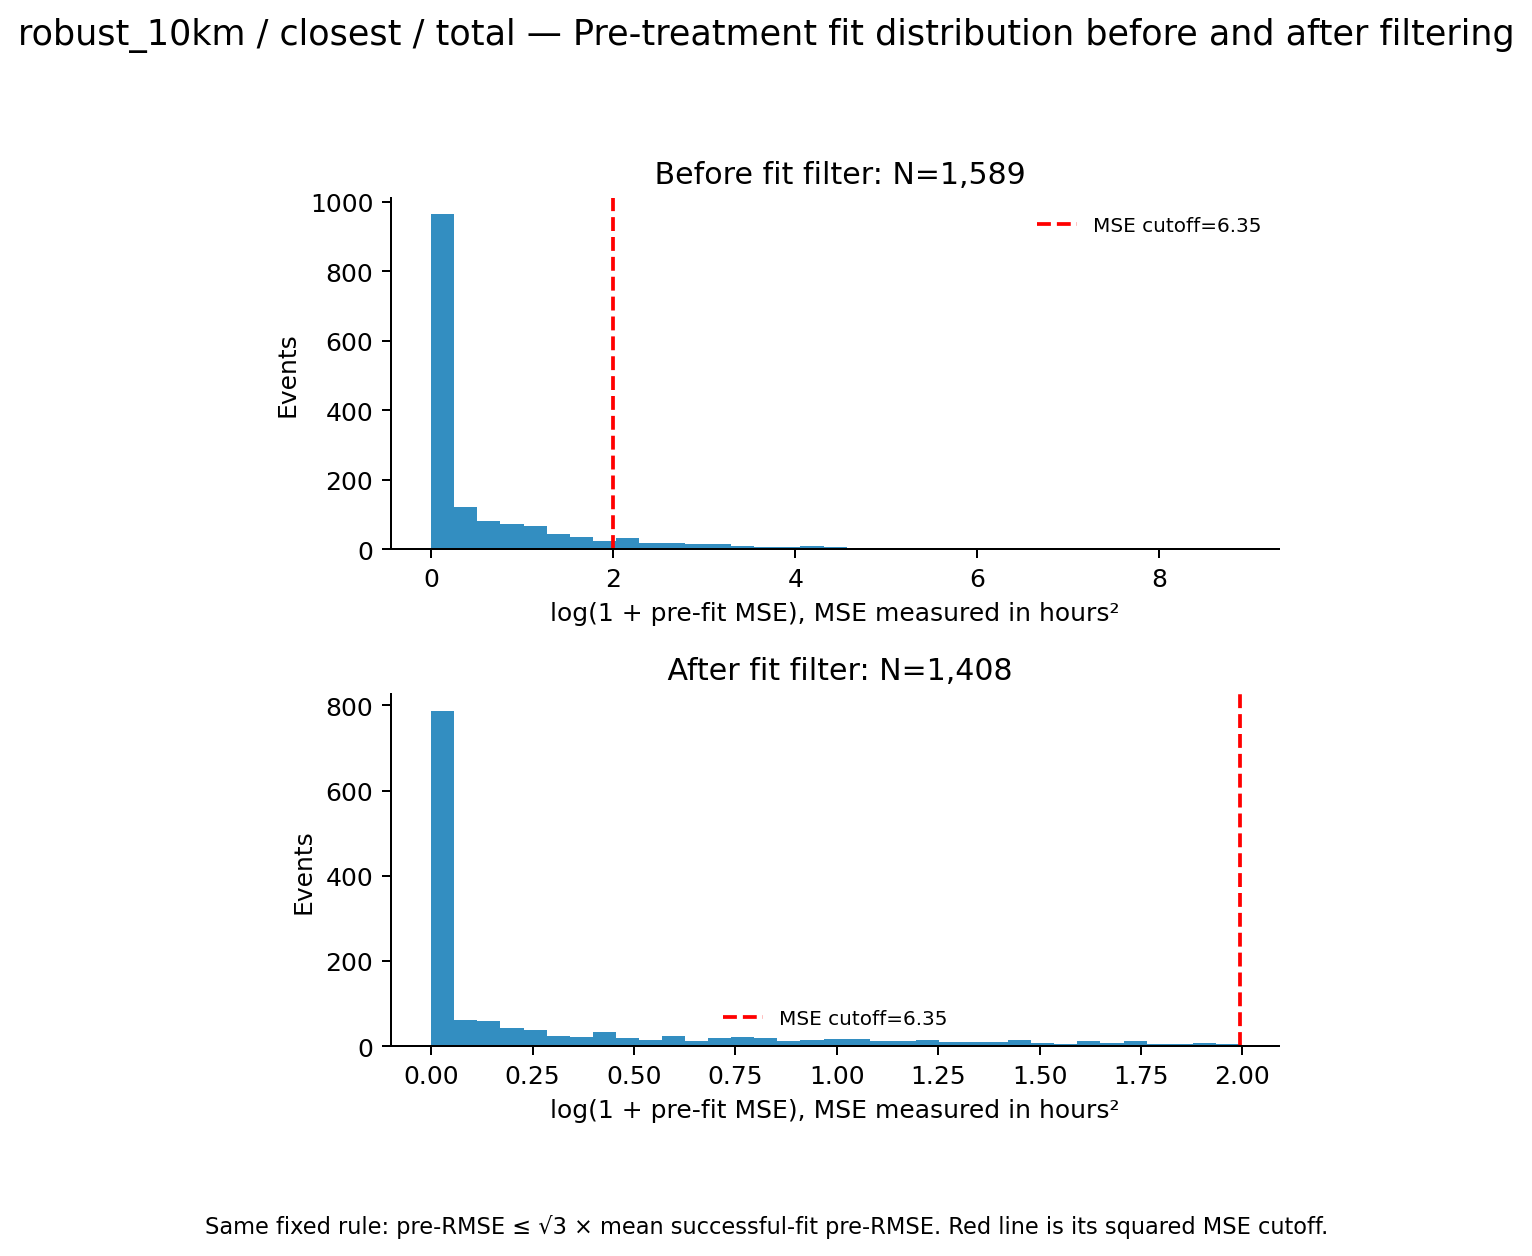 robust_10km / closest / total — Pre-treatment fit distribution before and after filtering
Before fit filter: N=1,589
MSE cutoff=6.35
Events
1000
800
600
400
200
0
0 2 4 6 8
log(1 + pre-fit MSE), MSE measured in hours²
After fit filter: N=1,408
Events
800
600
400
200
0
MSE cutoff=6.35
0.00 0.25 0.50 0.75 1.00 1.25 1.50 1.75 2.00
log(1 + pre-fit MSE), MSE measured in hours²
Same fixed rule: pre-RMSE ≤ √3 × mean successful-fit pre-RMSE. Red line is its squared MSE cutoff.